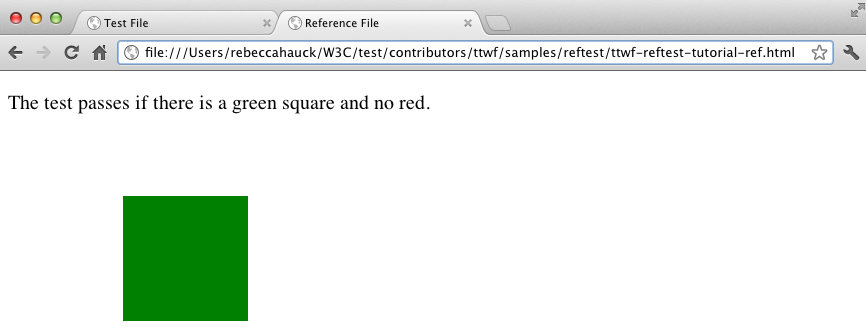 Test File
Reference File
file:///Users/rebeccahauck/W3C/test/contributors/ttwf/samples/reftest/ttwf-reftest-tutorial-ref.html
The test passes if there is a green square and no red.